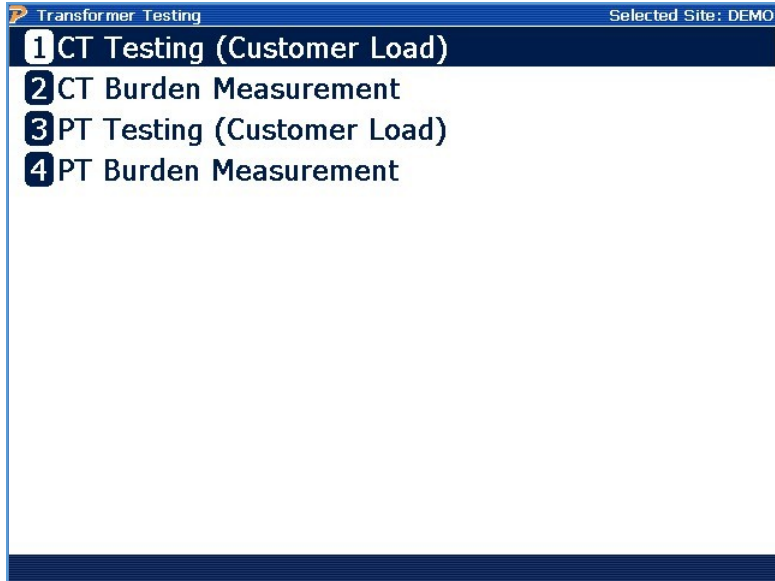 Transformer Testing Selected Site: DEMO
1 CT Testing (Customer Load)
2 CT Burden Measurement
3 PT Testing (Customer Load)
4 PT Burden Measurement